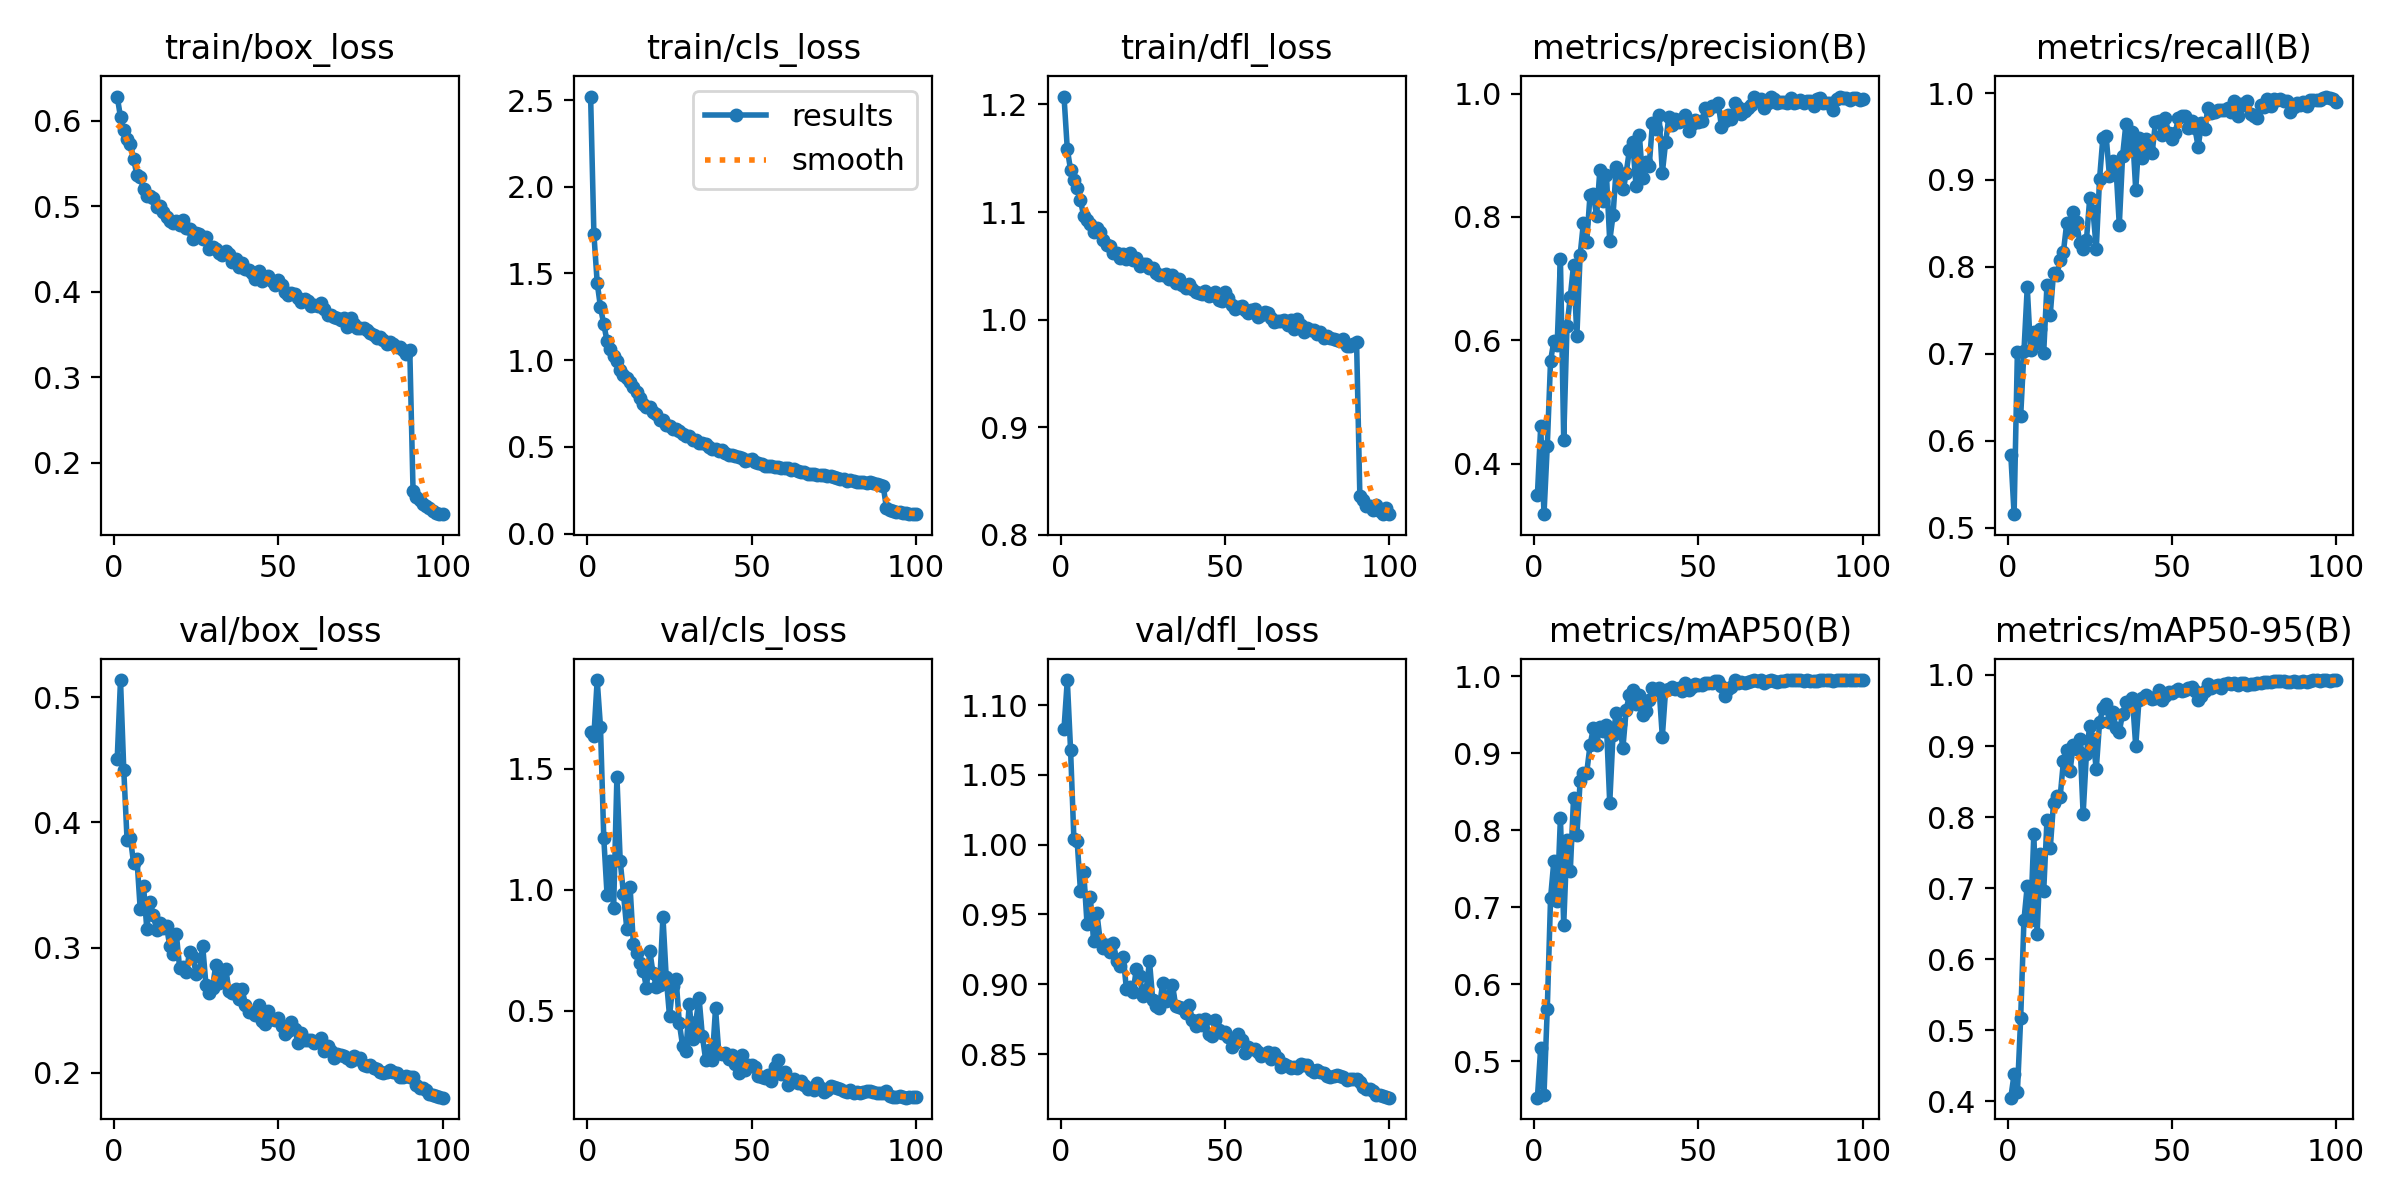 train/box_loss
0.6
0.5
0.4
0.3
0.2
0 50 100
train/cls_loss
results
smooth
2.5
2.0
1.5
1.0
0.5
0.0
0 50 100
train/dfl_loss
1.2
1.1
1.0
0.9
0.8
0 50 100
metrics/precision(B)
1.0
0.8
0.6
0.4
0 50 100
metrics/recall(B)
1.0
0.9
0.8
0.7
0.6
0.5
0 50 100
val/box_loss
0.5
0.4
0.3
0.2
0 50 100
val/cls_loss
1.5
1.0
0.5
0 50 100
val/dfl_loss
1.10
1.05
1.00
0.95
0.90
0.85
0 50 100
metrics/mAP50(B)
1.0
0.9
0.8
0.7
0.6
0.5
0 50 100
metrics/mAP50-95(B)
1.0
0.9
0.8
0.7
0.6
0.5
0.4
0 50 100